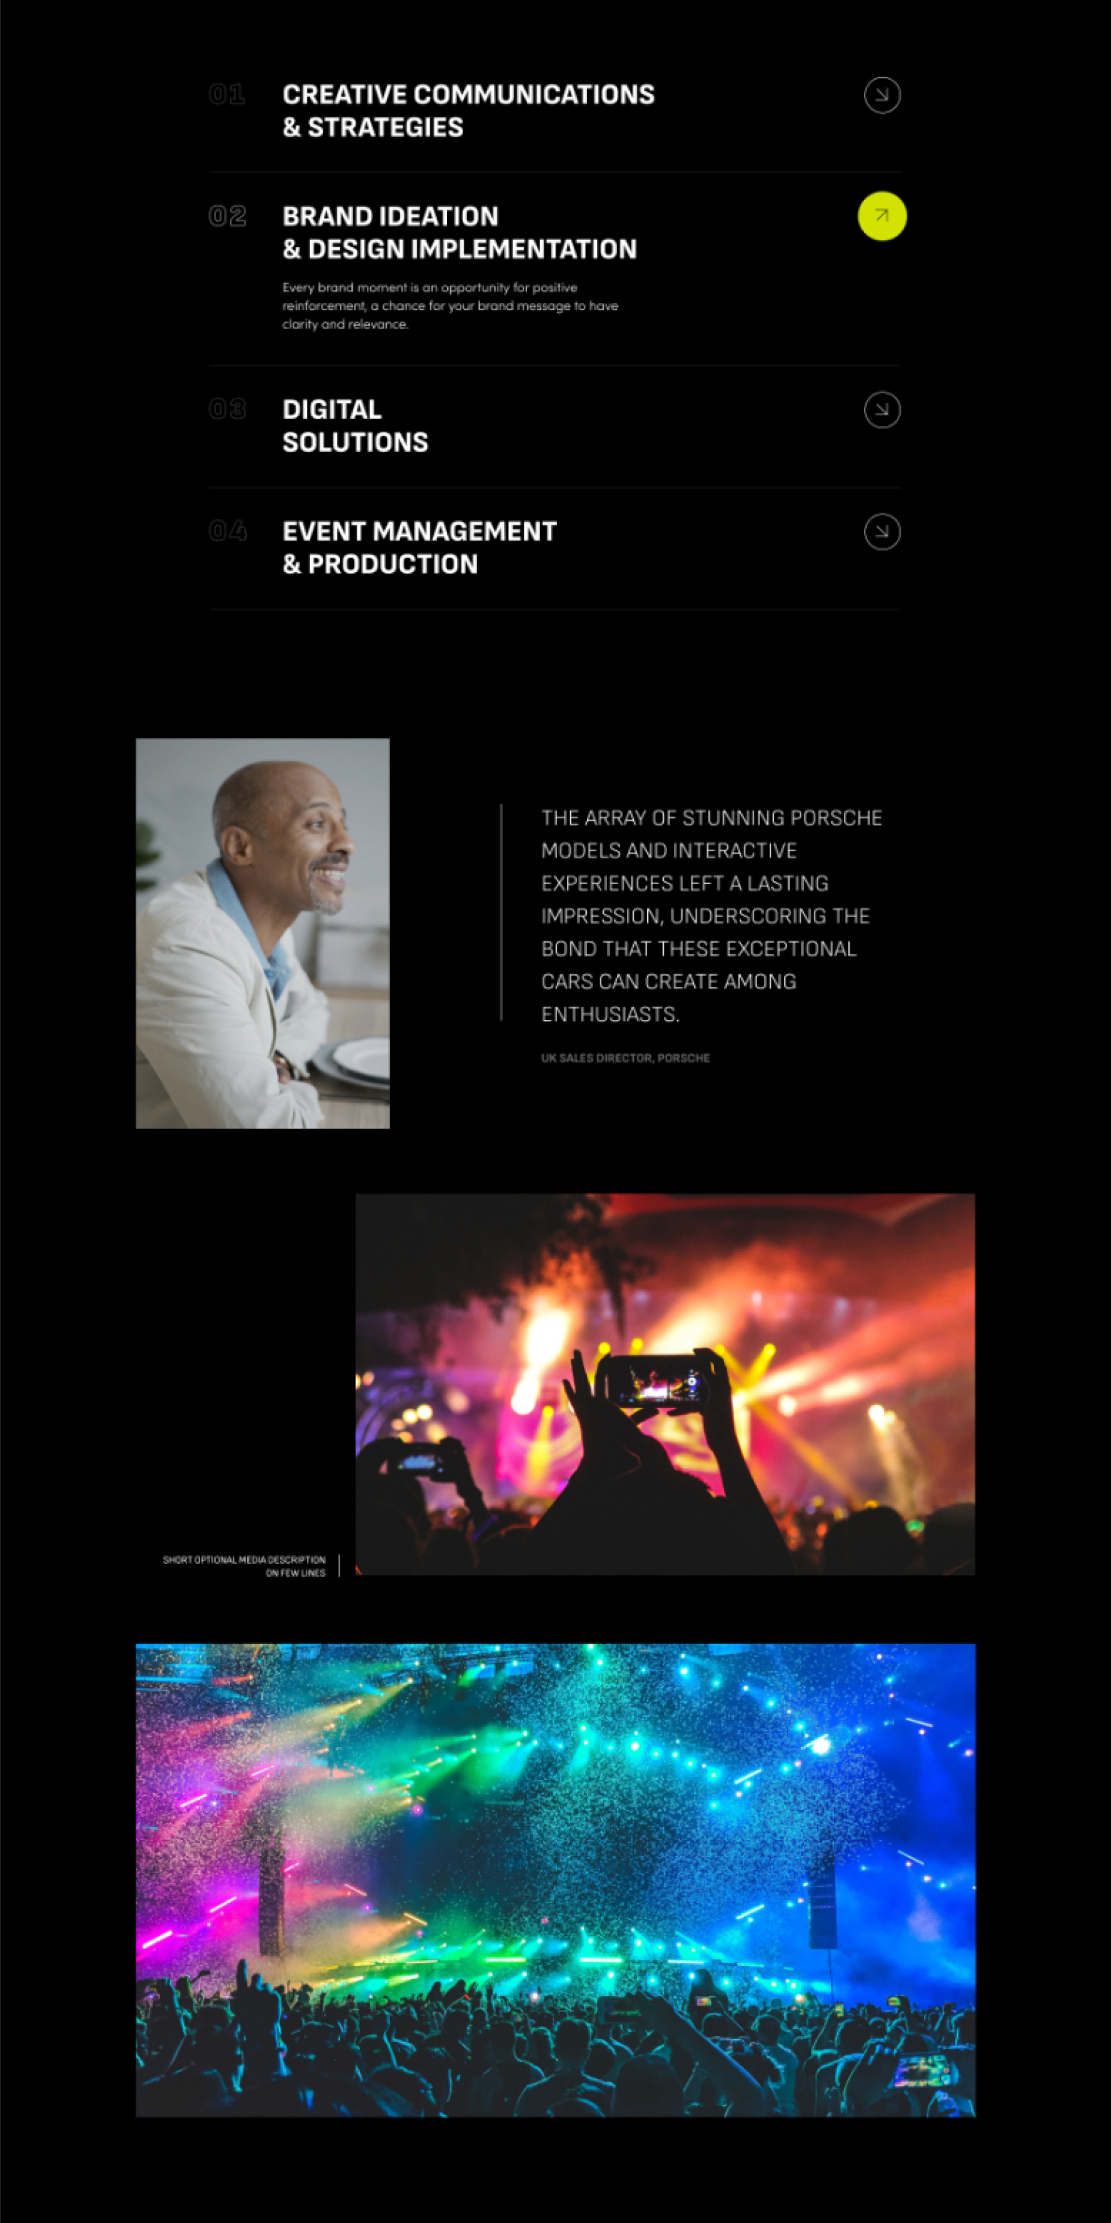 01
CREATIVE COMMUNICATIONS
& STRATEGIES
02
BRAND IDEATION
& DESIGN IMPLEMENTATION
Every brand moment is an opportunity for positive
reinforcement, a chance for your brand message to have
clarity and relevance.
03
DIGITAL
SOLUTIONS
04
EVENT MANAGEMENT
& PRODUCTION
THE ARRAY OF STUNNING PORSCHE
MODELS AND INTERACTIVE
EXPERIENCES LEFT A LASTING
IMPRESSION, UNDERSCORING THE
BOND THAT THESE EXCEPTIONAL
CARS CAN CREATE AMONG
ENTHUSIASTS.
UK SALES DIRECTOR, PORSCHE
SHORT OPTIONAL MEDIA DESCRIPTION
ON FEW LINES